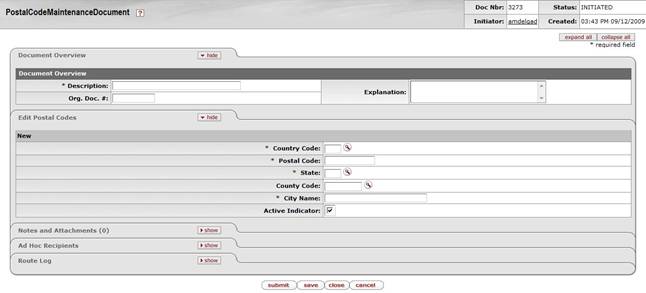 PostalCodeMaintenanceDocument ?
Doc Nbr: 3273 Status: INITIATED
Initiator: amdeload Created: 03:43 PM 09/12/2009
expand all collapse all
* required field
Document Overview hide
Document Overview
* Description: Explanation:
Org. Doc. #:
Edit Postal Codes hide
New
* Country Code:
* Postal Code:
* State:
County Code:
* City Name:
Active Indicator:
Notes and Attachments (0) show
Ad Hoc Recipients show
Route Log show
submit save close cancel